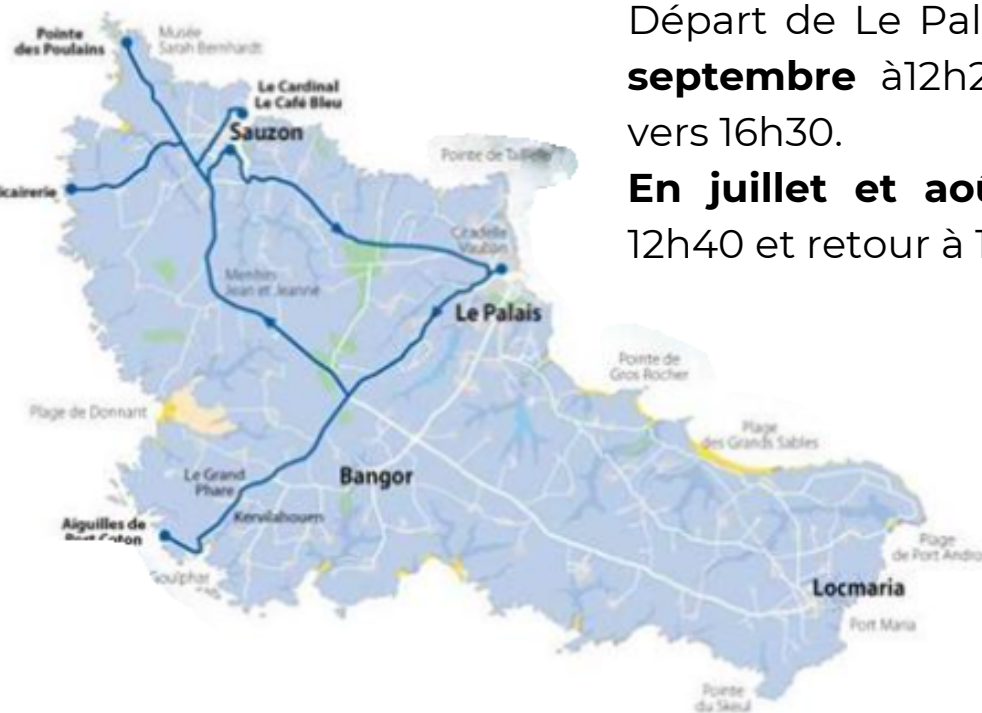 Départ de Le Pal
septembre à12h2
vers 16h30.
En juillet et aoû
12h40 et retour à 1
Pointe
des Poulains
Musée
Sarah Bernhardt
Le Cardinal
Le Café Bleu
Sauzon
Pointe de
icairerie
Citadelle
Vauban
Menhirs
Jean et Jeanne
Le Palais
Pointe de
Gros Rocher
Plage de Donnant
Plage
des Grands Sables
Le Grand
Phare
Bangor
Aiguilles de
Port Coton
Kervilahouen
Goulphar
Plage
de Port Andro
Locmaria
Port Maria
Pointe
du Skeul